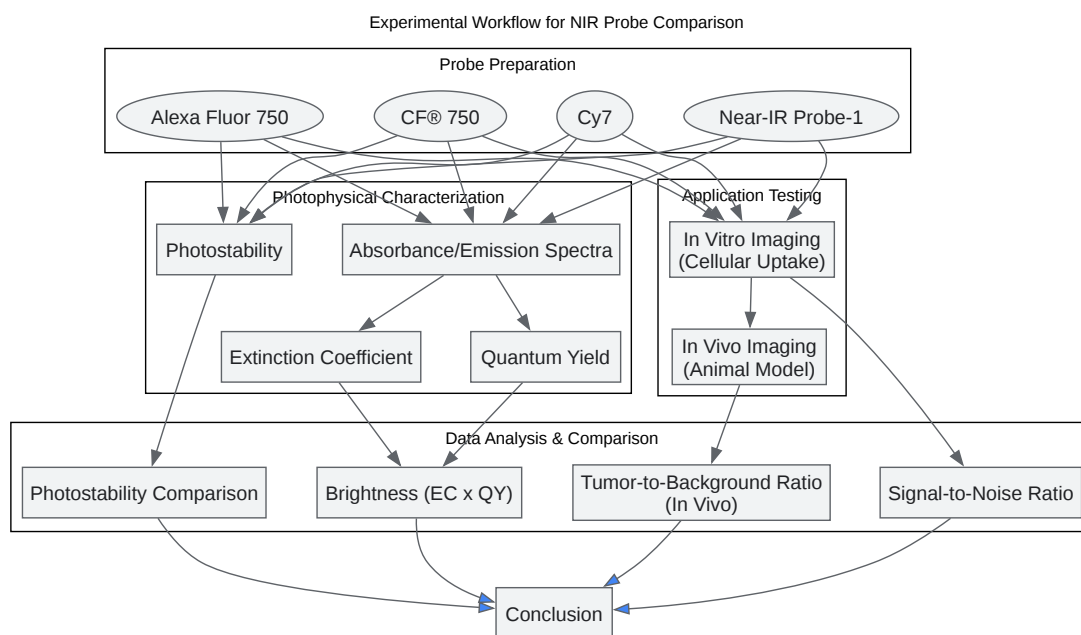 Experimental Workflow for NIR Probe Comparison
Probe Preparation
Alexa Fluor 750
CF® 750
Cy7
Near-IR Probe-1
Photophysical Characterization
Application Testing
Photostability
Absorbance/Emission Spectra
In Vitro Imaging
(Cellular Uptake)
Extinction Coefficient
Quantum Yield
In Vivo Imaging
(Animal Model)
Data Analysis & Comparison
Photostability Comparison
Brightness (EC x QY)
Tumor-to-Background Ratio
(In Vivo)
Signal-to-Noise Ratio
Conclusion